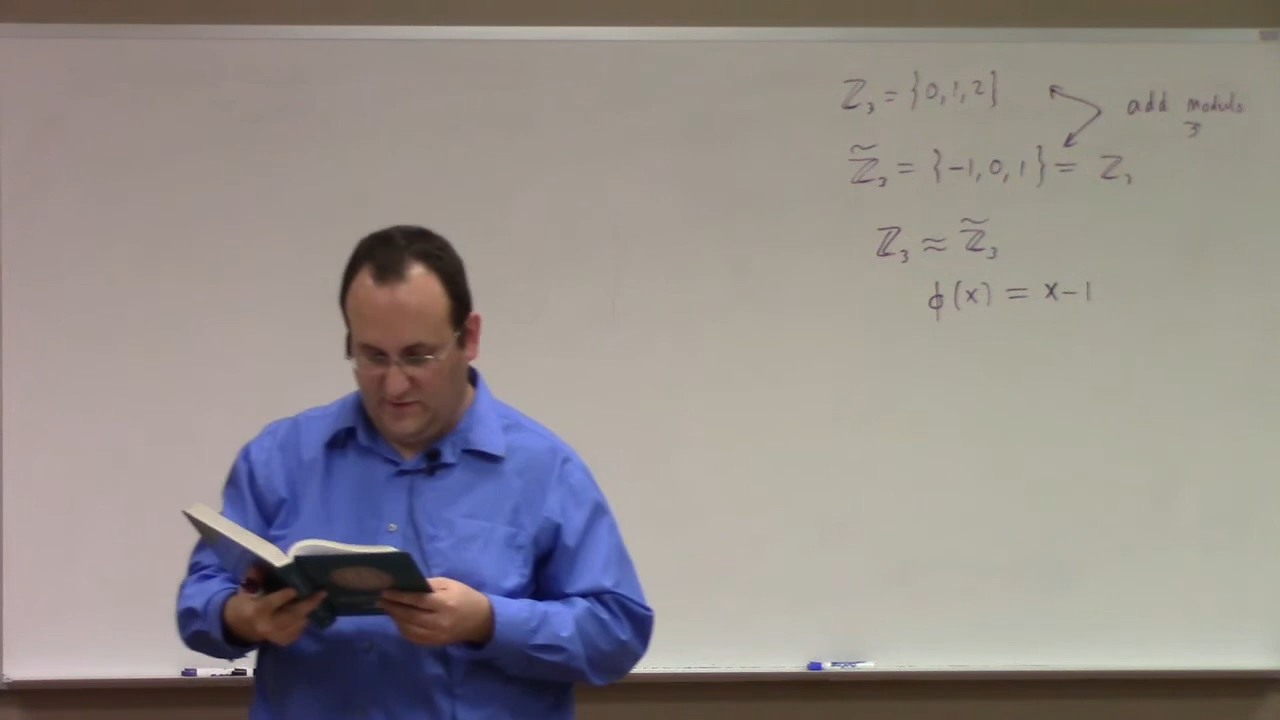 ℤ₃ = {0, 1, 2}
add modulo
3
ℤ̃₃ = {-1, 0, 1} = ℤ₃
ℤ₃ ≈ ℤ̃₃
ϕ(x) = x-1